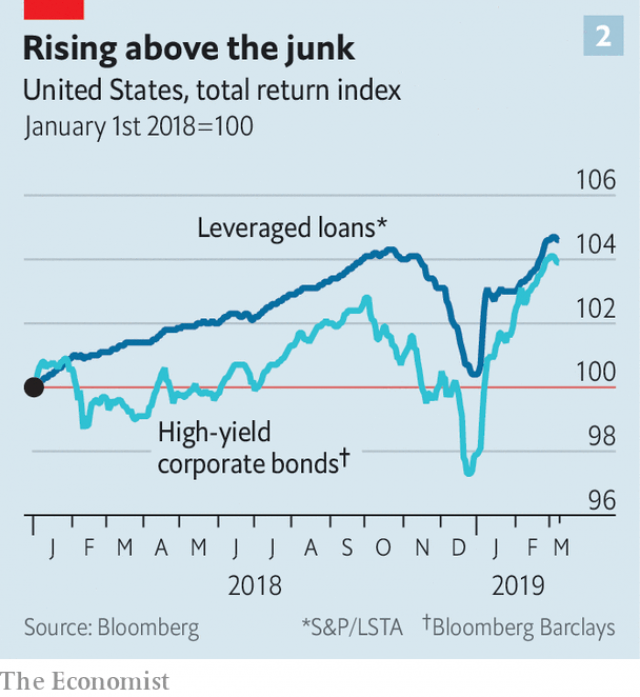 2
Rising above the junk
United States, total return index
January 1st 2018=100
106
Leveraged loans*
104
102
100
High-yield
corporate bonds†
98
96
J F M A M J J A S O N D J F M
2018 2019
Source: Bloomberg *S&P/LSTA †Bloomberg Barclays
The Economist